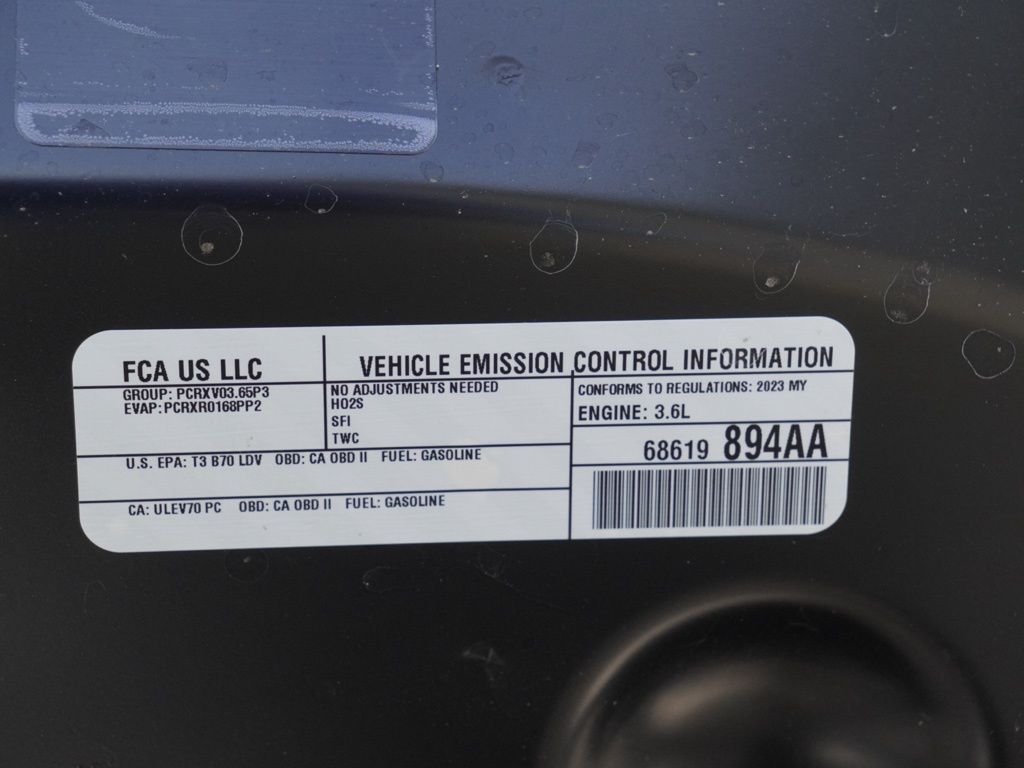 FCA US LLC
VEHICLE EMISSION CONTROL INFORMATION
GROUP: PCRXV03.65P3
EVAP: PCRXR0168PP2
NO ADJUSTMENTS NEEDED
HO2S
SFI
TWC
CONFORMS TO REGULATIONS: 2023 MY
ENGINE: 3.6L
68619 894AA
U.S. EPA: T3 B70 LDV OBD: CA OBD II FUEL: GASOLINE
CA: ULEV70 PC OBD: CA OBD II FUEL: GASOLINE